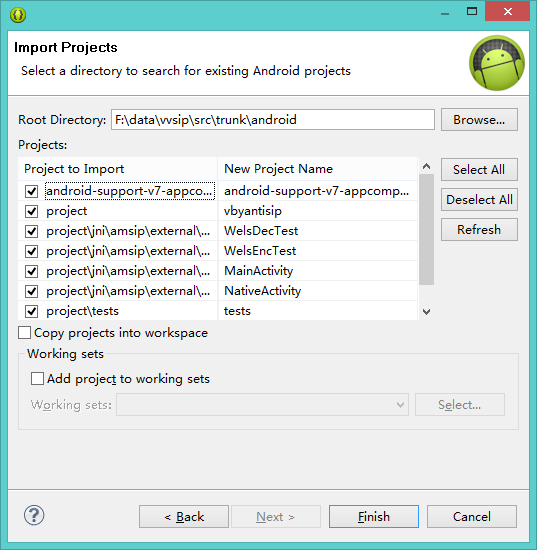 Import Projects
Select a directory to search for existing Android projects
Root Directory: F:\data\vvsip\src\trunk\android Browse...
Projects:
Project to Import New Project Name Select All
android-support-v7-appco... android-support-v7-appcomp...
project vbyantisip Deselect All
project\jni\amsip\external\... WelsDecTest Refresh
project\jni\amsip\external\... WelsEncTest
project\jni\amsip\external\... MainActivity
project\jni\amsip\external\... NativeActivity
project\tests tests
Copy projects into workspace
Working sets
Add project to working sets
Working sets: Select...
? < Back Next > Finish Cancel